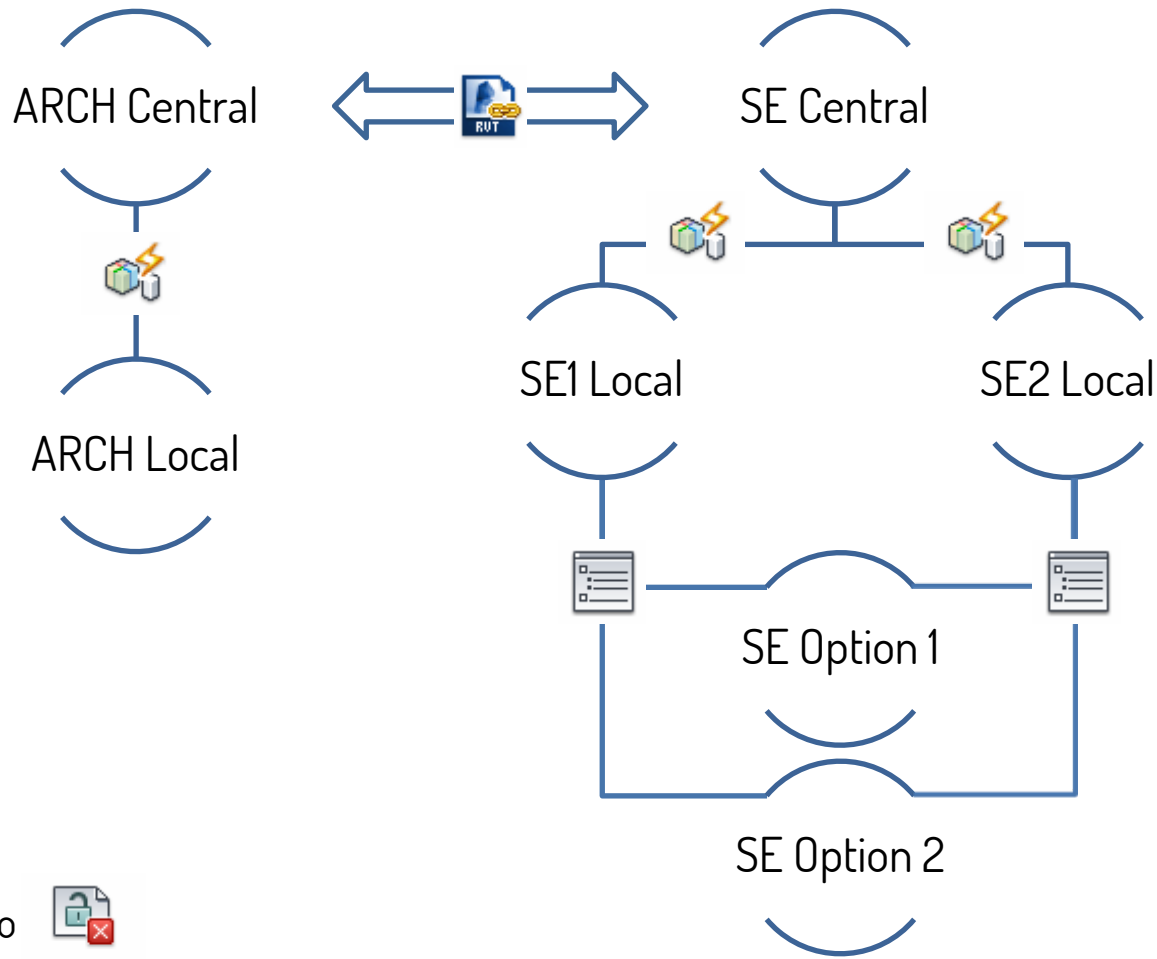 ARCH Central
RVT
SE Central
SE1 Local
SE2 Local
ARCH Local
SE Option 1
SE Option 2
o